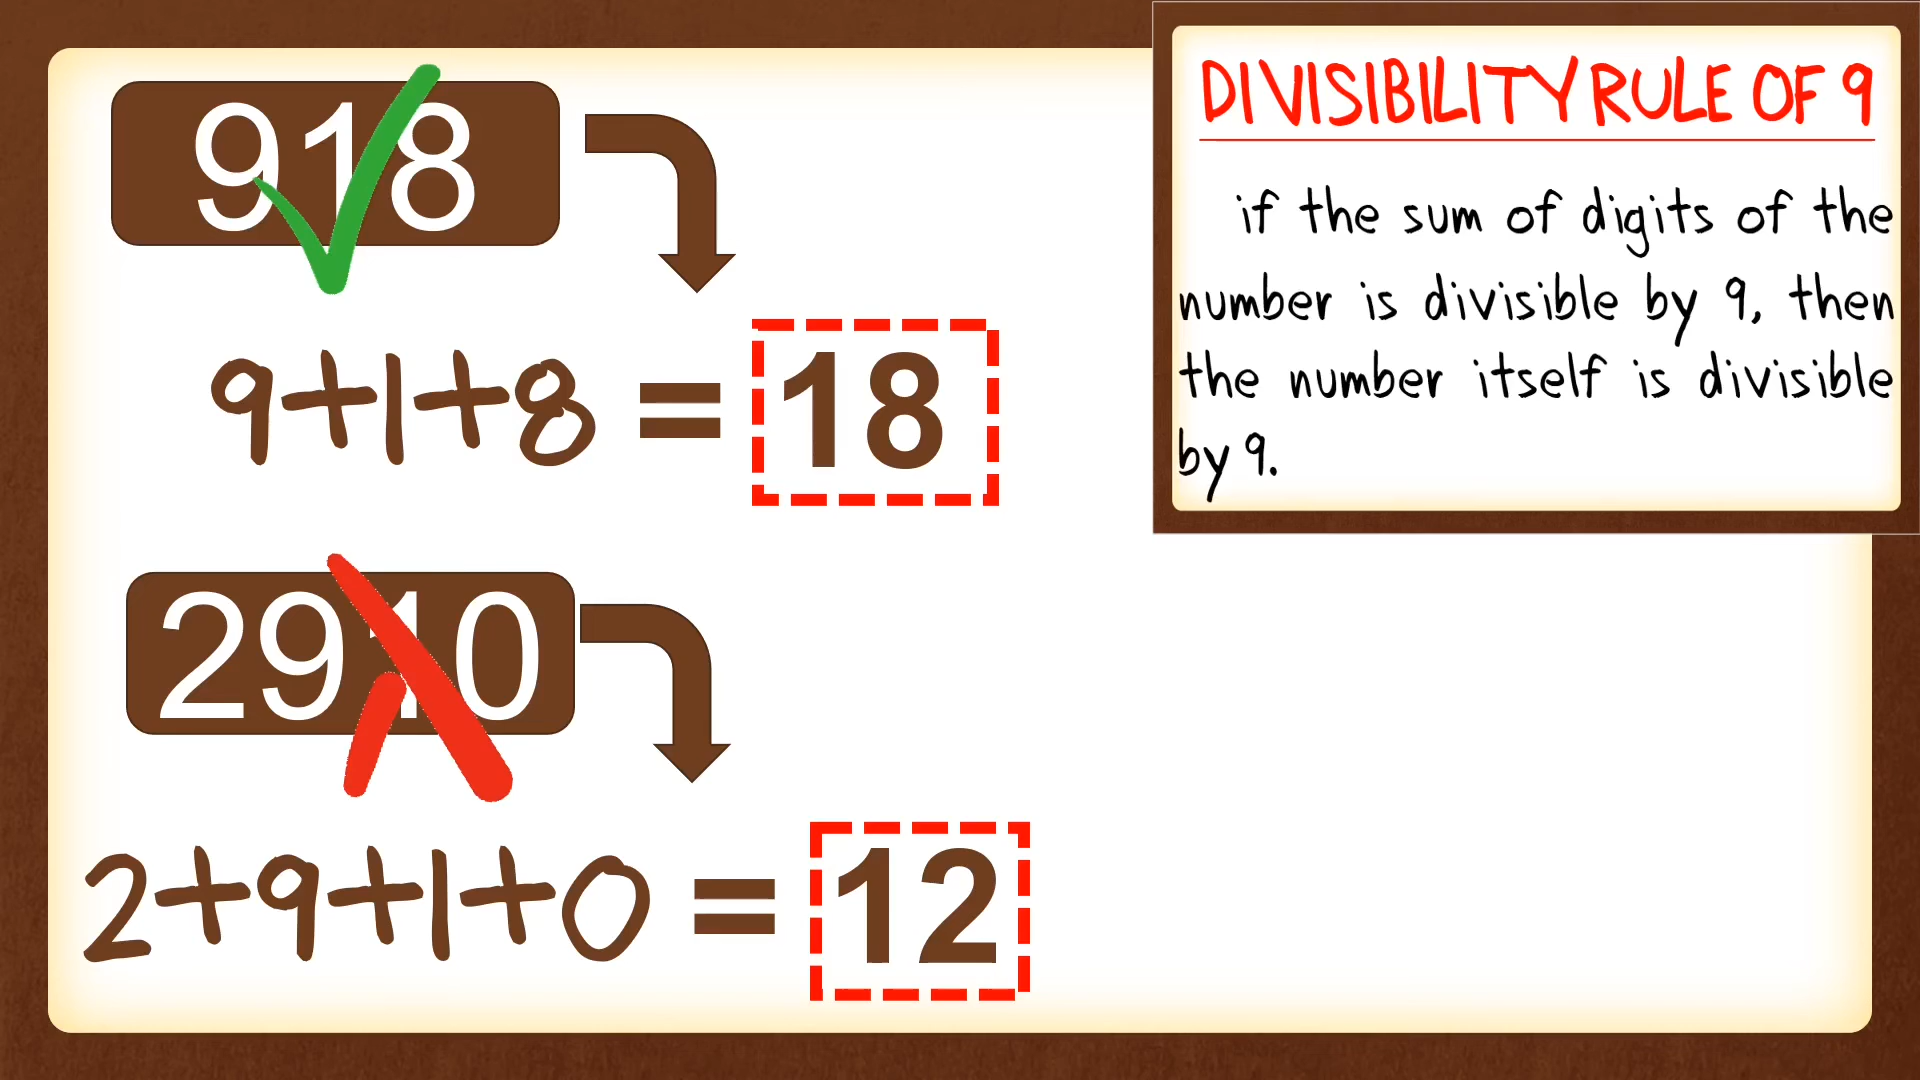 918
9+1+8 = 18
2910
2+9+1+0 = 12
DIVISIBILITY RULE OF 9
if the sum of digits of the
number is divisible by 9, then
the number itself is divisible
by 9.